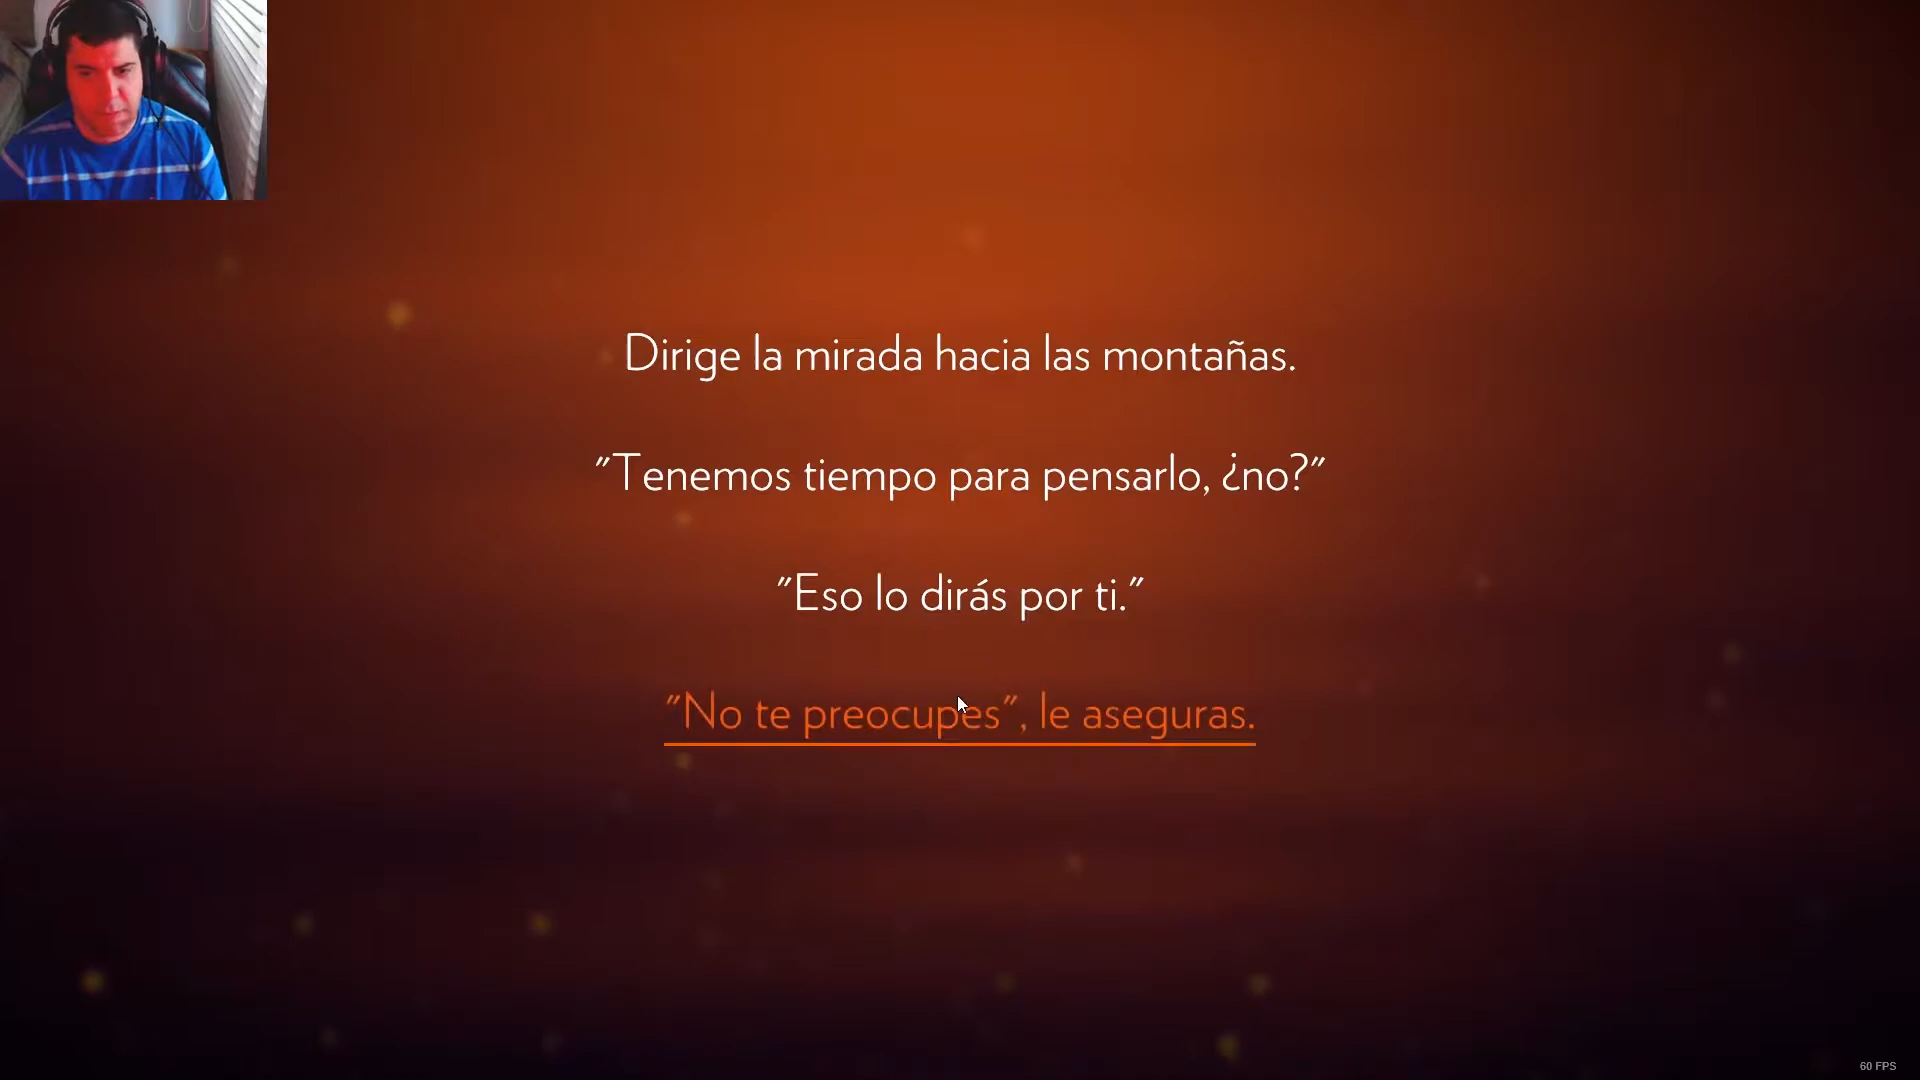 Dirige la mirada hacia las montañas.
"Tenemos tiempo para pensarlo, ¿no?"
"Eso lo dirás por ti."
"No te preocupes", le aseguras.
60 FPS